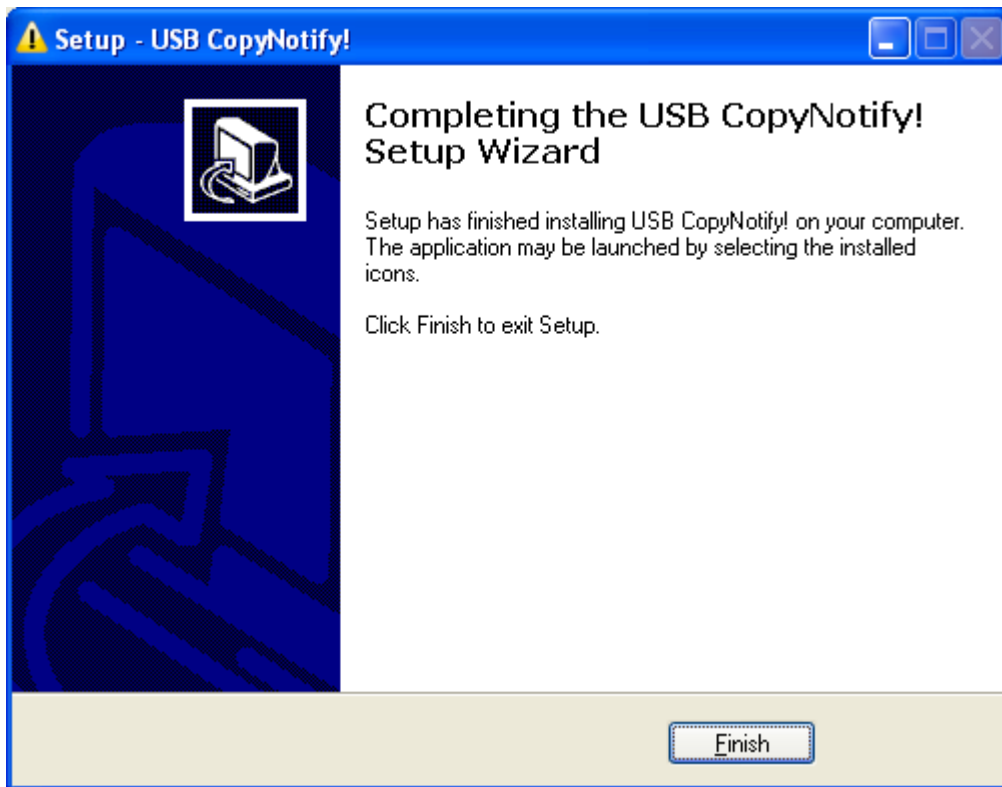 Setup - USB CopyNotify!
Completing the USB CopyNotify!
Setup Wizard
Setup has finished installing USB CopyNotify! on your computer.
The application may be launched by selecting the installed
icons.
Click Finish to exit Setup.
Finish